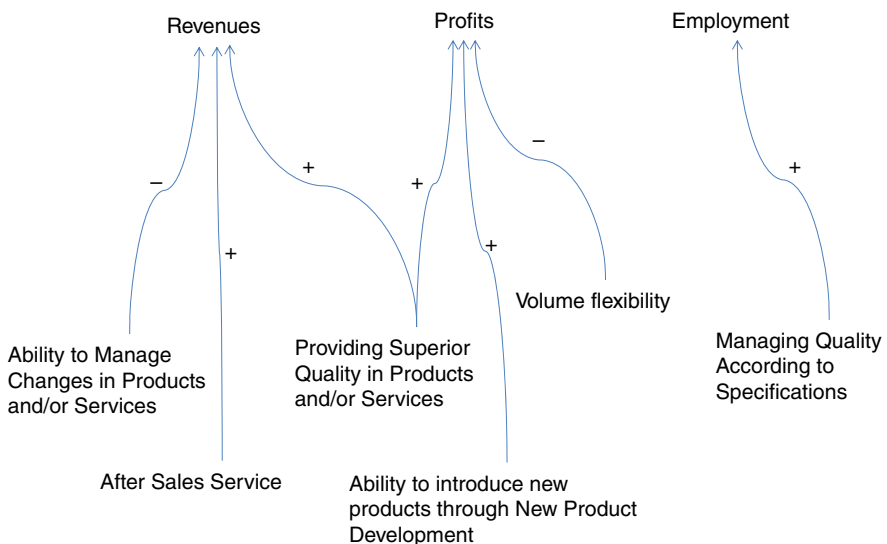 Revenues
Profits
Employment
−
+
+
−
+
+
+
Volume flexibility
Ability to Manage
Changes in Products
and/or Services
Providing Superior
Quality in Products
and/or Services
Managing Quality
According to
Specifications
After Sales Service
Ability to introduce new
products through New Product
Development